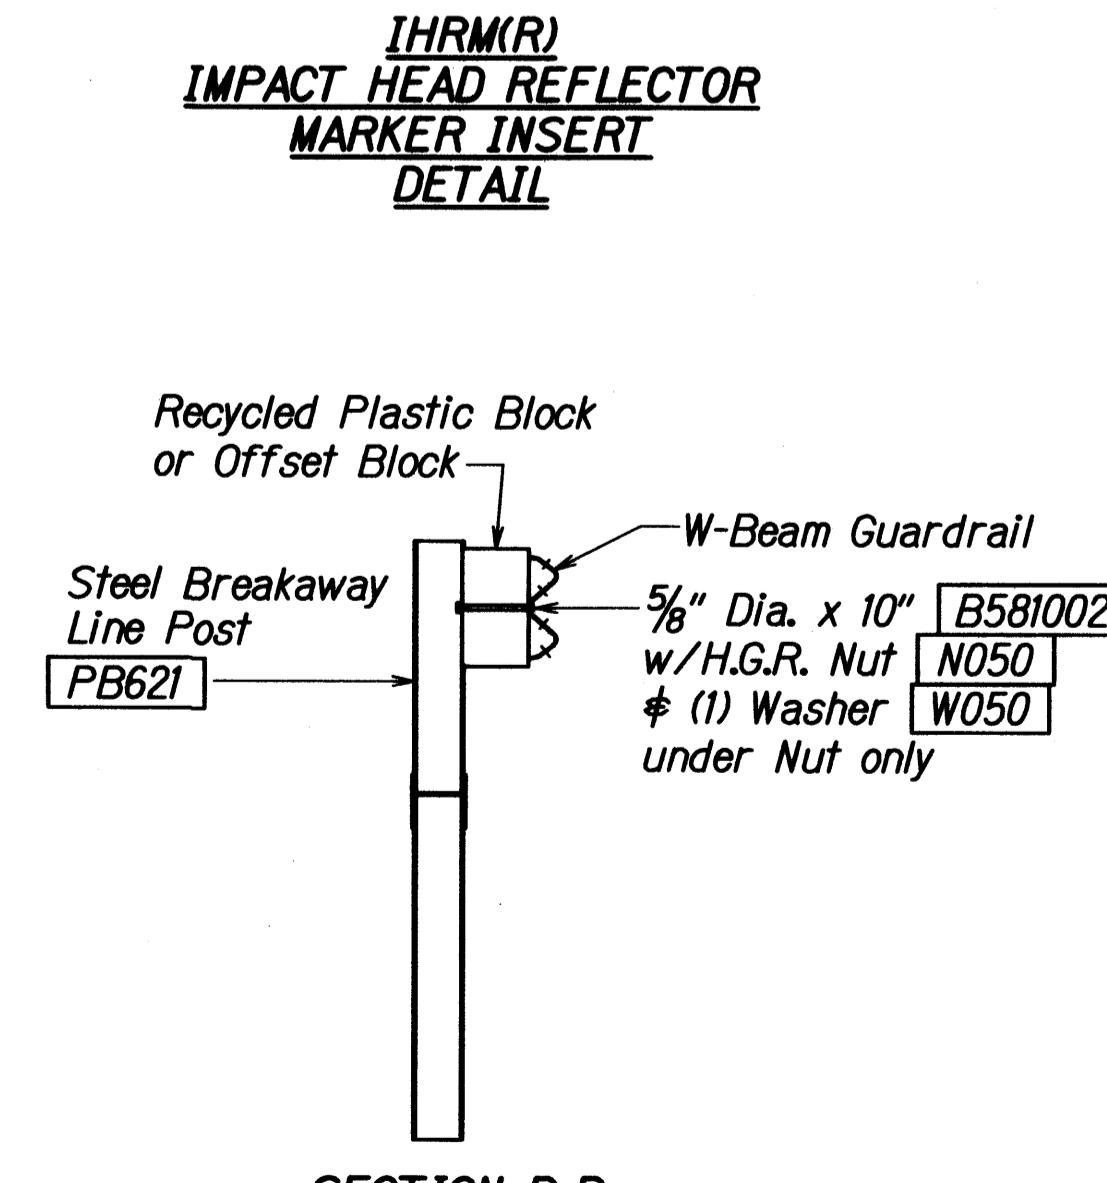 IHRM(R)
IMPACT HEAD REFLECTOR
MARKER INSERT
DETAIL
Recycled Plastic Block
or Offset Block
W-Beam Guardrail
Steel Breakaway
Line Post
PB621
5/8" Dia. x 10" B581002
w/H.G.R. Nut N050
& (1) Washer W050
under Nut only